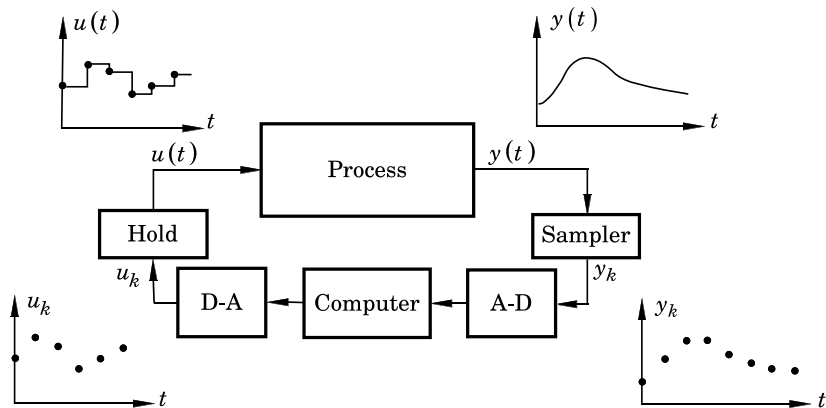 u(t)
y(t)
t
t
u(t)
Process
y(t)
Hold
Sampler
u_k
y_k
D-A
Computer
A-D
u_k
y_k
t
t